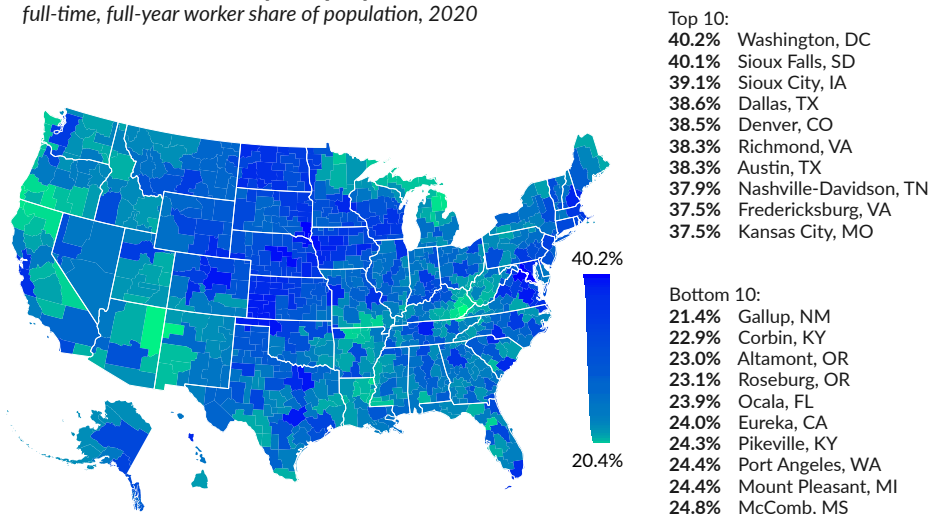 full-time, full-year worker share of population, 2020
Top 10:
40.2% Washington, DC
40.1% Sioux Falls, SD
39.1% Sioux City, IA
38.6% Dallas, TX
38.5% Denver, CO
38.3% Richmond, VA
38.3% Austin, TX
37.9% Nashville-Davidson, TN
37.5% Fredericksburg, VA
37.5% Kansas City, MO
40.2%
20.4%
Bottom 10:
21.4% Gallup, NM
22.9% Corbin, KY
23.0% Altamont, OR
23.1% Roseburg, OR
23.9% Ocala, FL
24.0% Eureka, CA
24.3% Pikeville, KY
24.4% Port Angeles, WA
24.4% Mount Pleasant, MI
24.8% McComb, MS